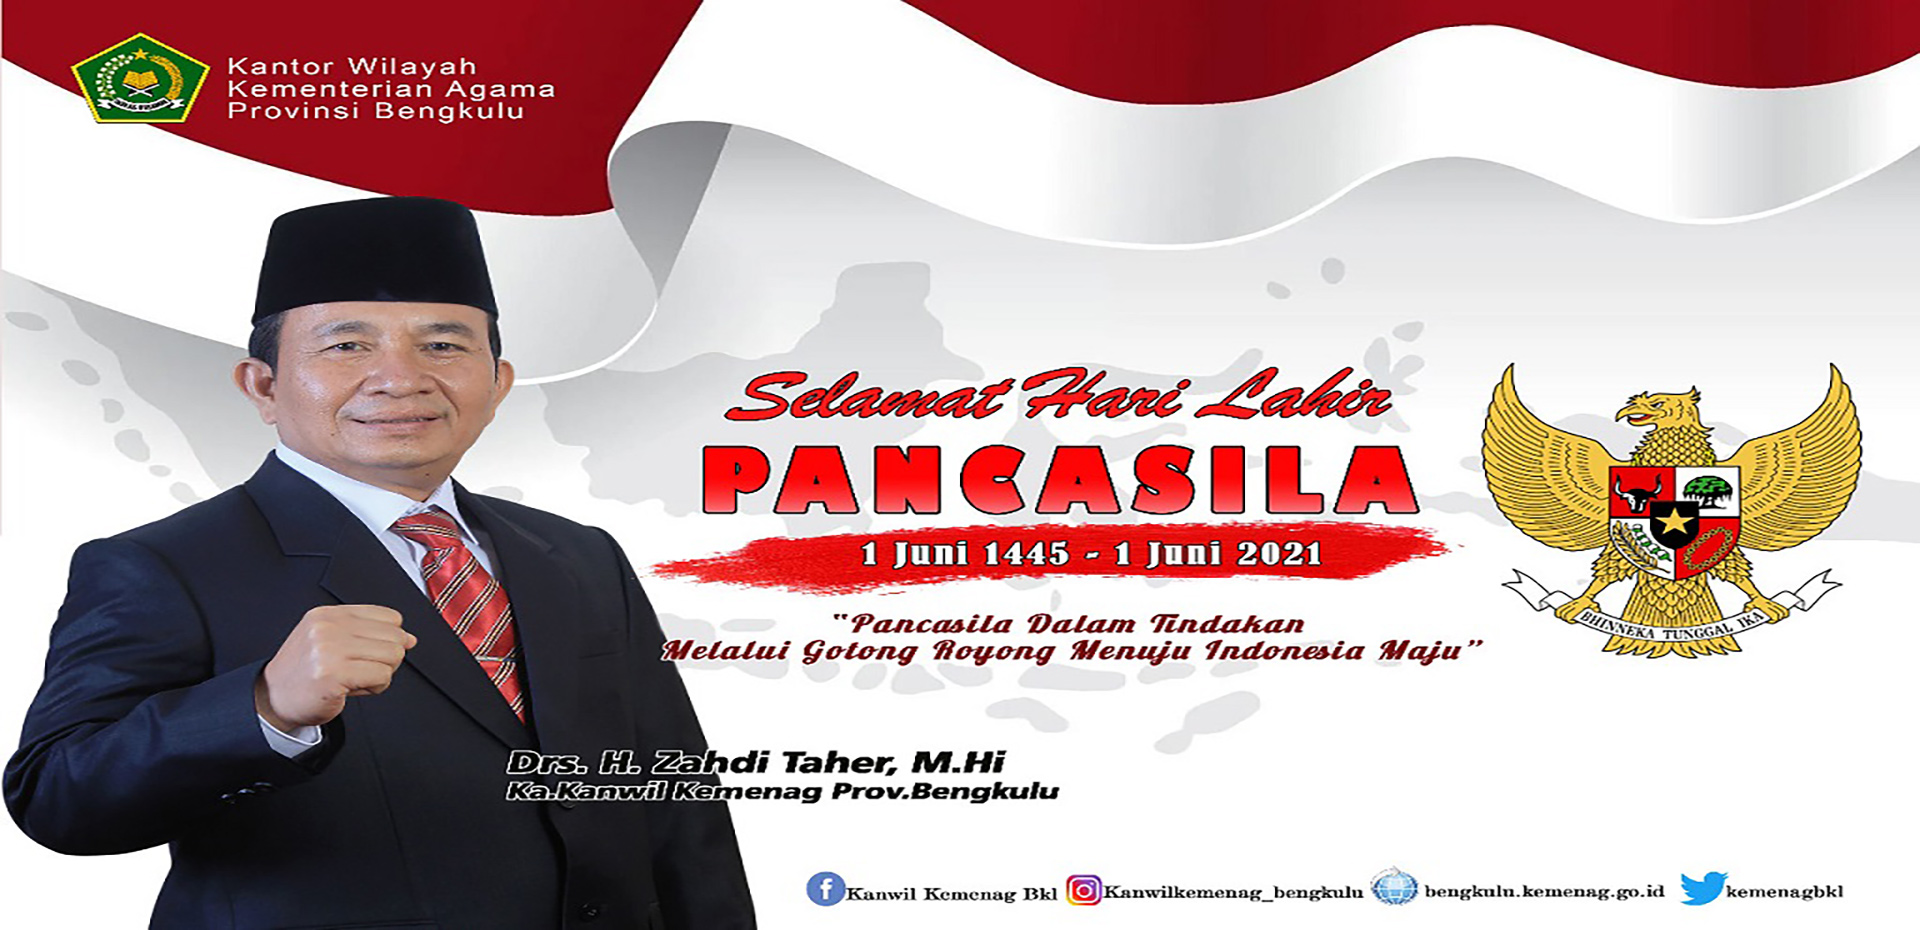 Kantor Wilayah
Kementerian Agama
Provinsi Bengkulu
Selamat Hari Lahir
PANCASILA
1 Juni 1445 - 1 Juni 2021
"Pancasila Dalam Tindakan
Melalui Gotong Royong Menuju Indonesia Maju"
BHINNEKA TUNGGAL IKA
Drs. H. Zahdi Taher, M.Hi
Ka.Kanwil Kemenag Prov.Bengkulu
Kanwil Kemenag Bkl Kanwilkemenag_bengkulu bengkulu.kemenag.go.id kemenagbkl